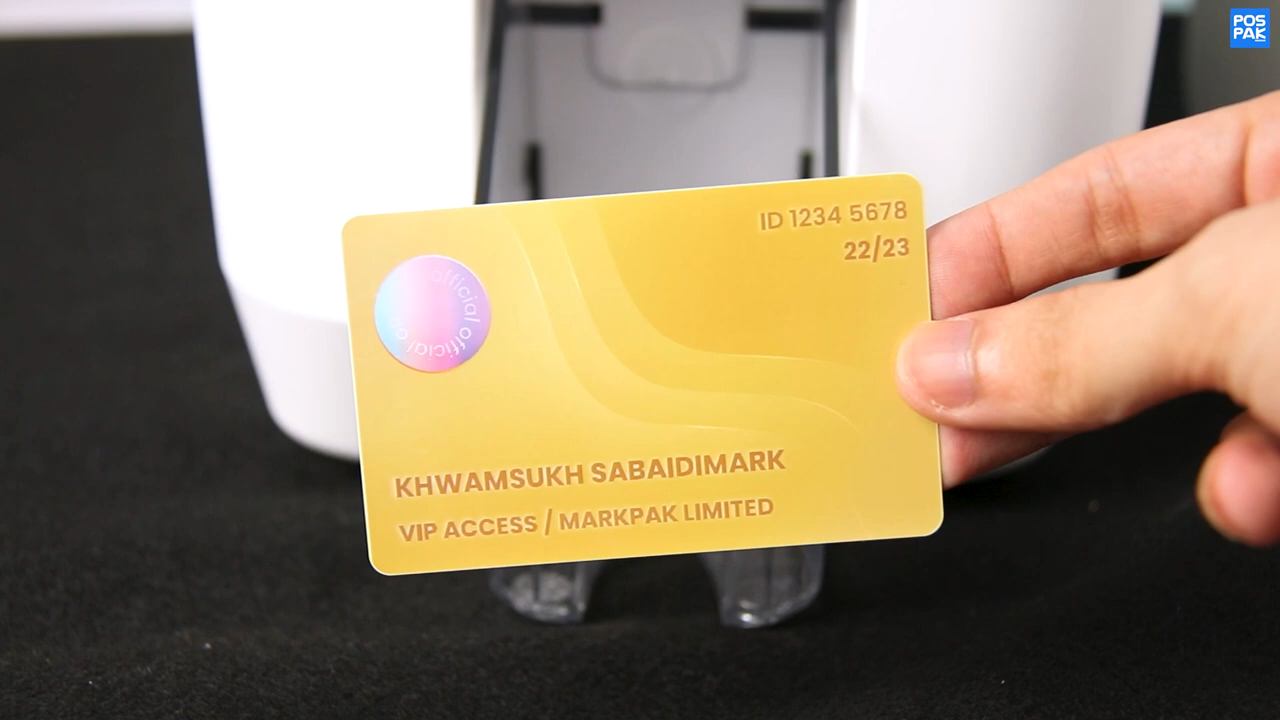 POS
PAK
ID 1234 5678
22/23
official official o
KHWAMSUKH SABAIDIMARK
VIP ACCESS / MARKPAK LIMITED